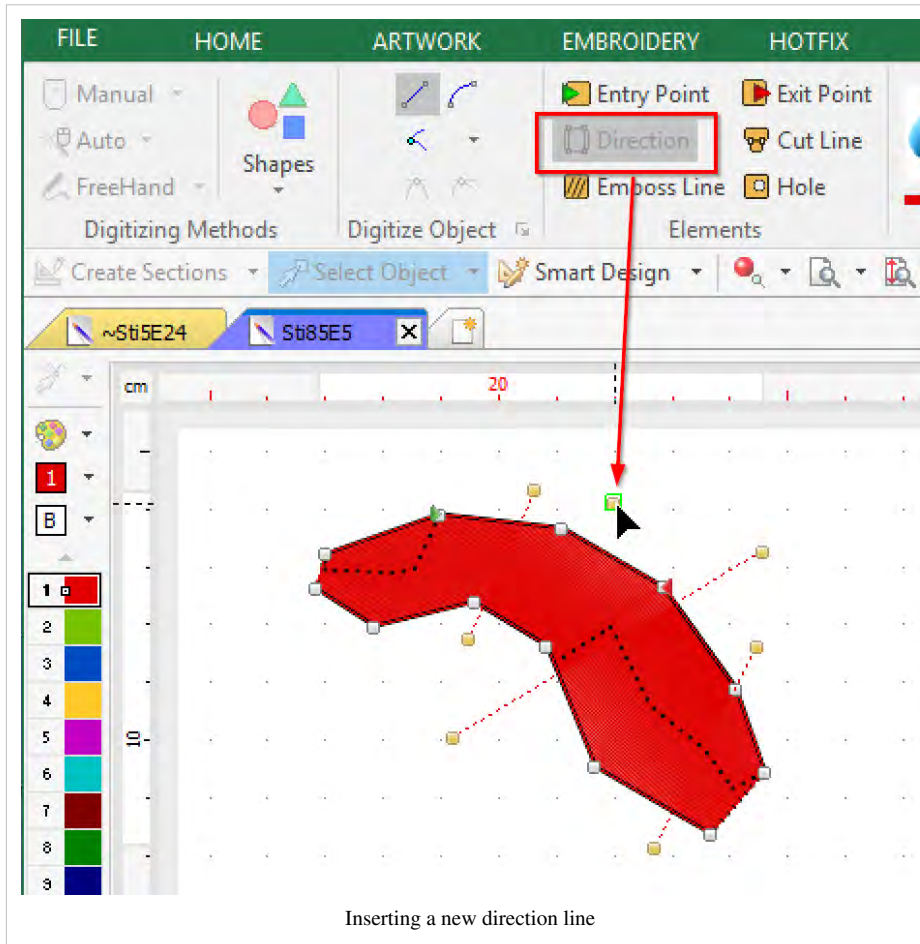 FILE HOME ARTWORK EMBROIDERY HOTFIX
Manual Entry Point Exit Point
Auto Shapes Direction Cut Line
FreeHand Emboss Line Hole
Digitizing Methods Digitize Object Elements
Create Sections Select Object Smart Design
~Sti5E24 Sti85E5
cm 20
1
B
1
2
3
4
5 10
6
7
8
9
Inserting a new direction line